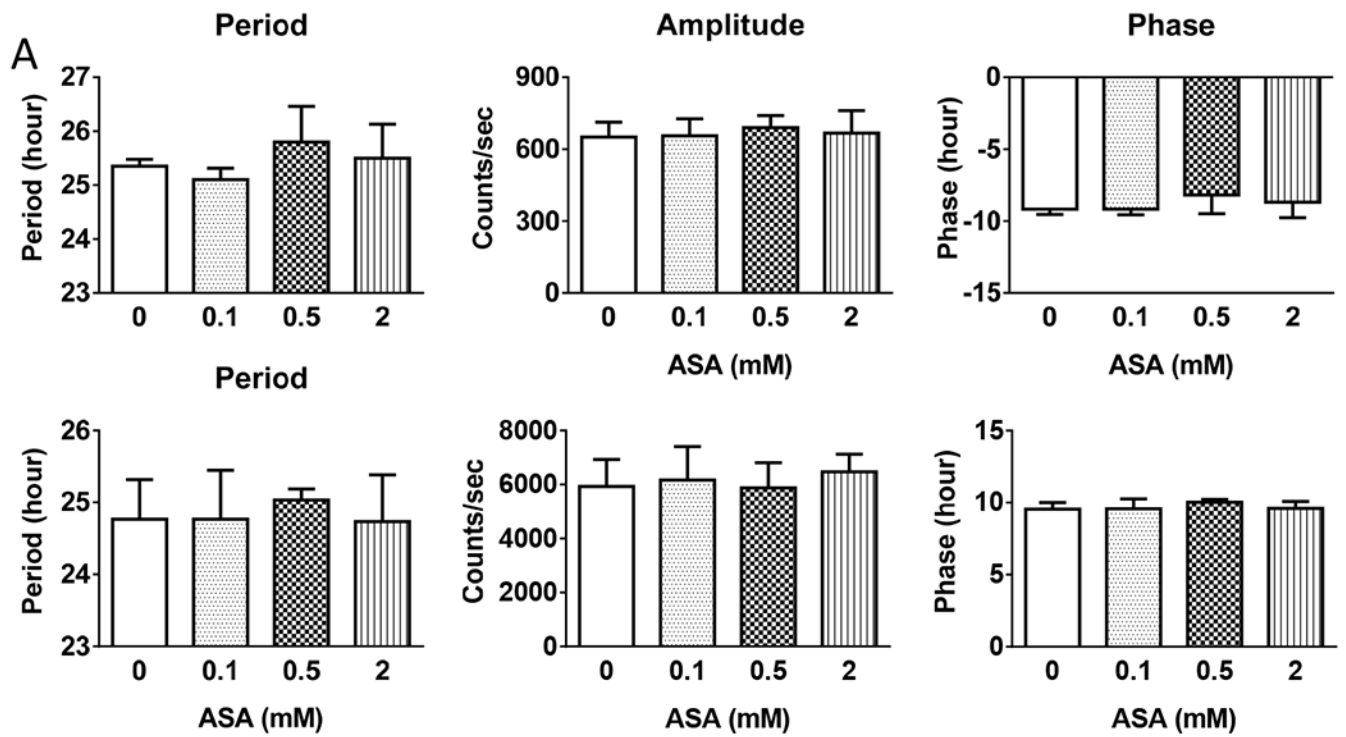 A
Period
Period (hour)
27
26
25
24
23
0 0.1 0.5 2
Amplitude
Counts/sec
900
600
300
0
0 0.1 0.5 2
ASA (mM)
Phase
Phase (hour)
0
-5
-10
-15
0 0.1 0.5 2
ASA (mM)
Period
Period (hour)
26
25
24
23
0 0.1 0.5 2
ASA (mM)
Counts/sec
8000
6000
4000
2000
0
0 0.1 0.5 2
ASA (mM)
Phase (hour)
15
10
5
0
0 0.1 0.5 2
ASA (mM)